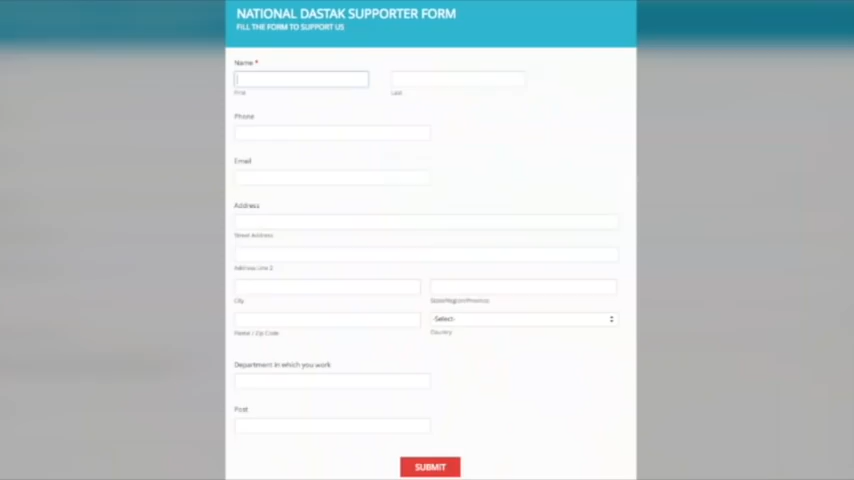 NATIONAL DASTAK SUPPORTER FORM
FILL THE FORM TO SUPPORT US
Name *
First
Last
Phone
Email
Address
Street Address
Address Line 2
City
State/Region/Province
Postal / Zip Code
-Select-
Country
Department in which you work
Post
SUBMIT